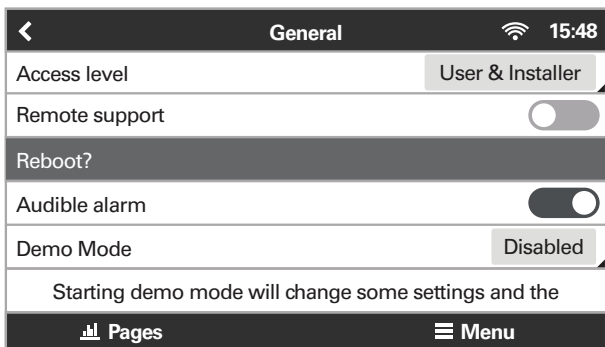 General 15:48
Access level User & Installer
Remote support
Reboot?
Audible alarm
Demo Mode Disabled
Starting demo mode will change some settings and the
Pages Menu